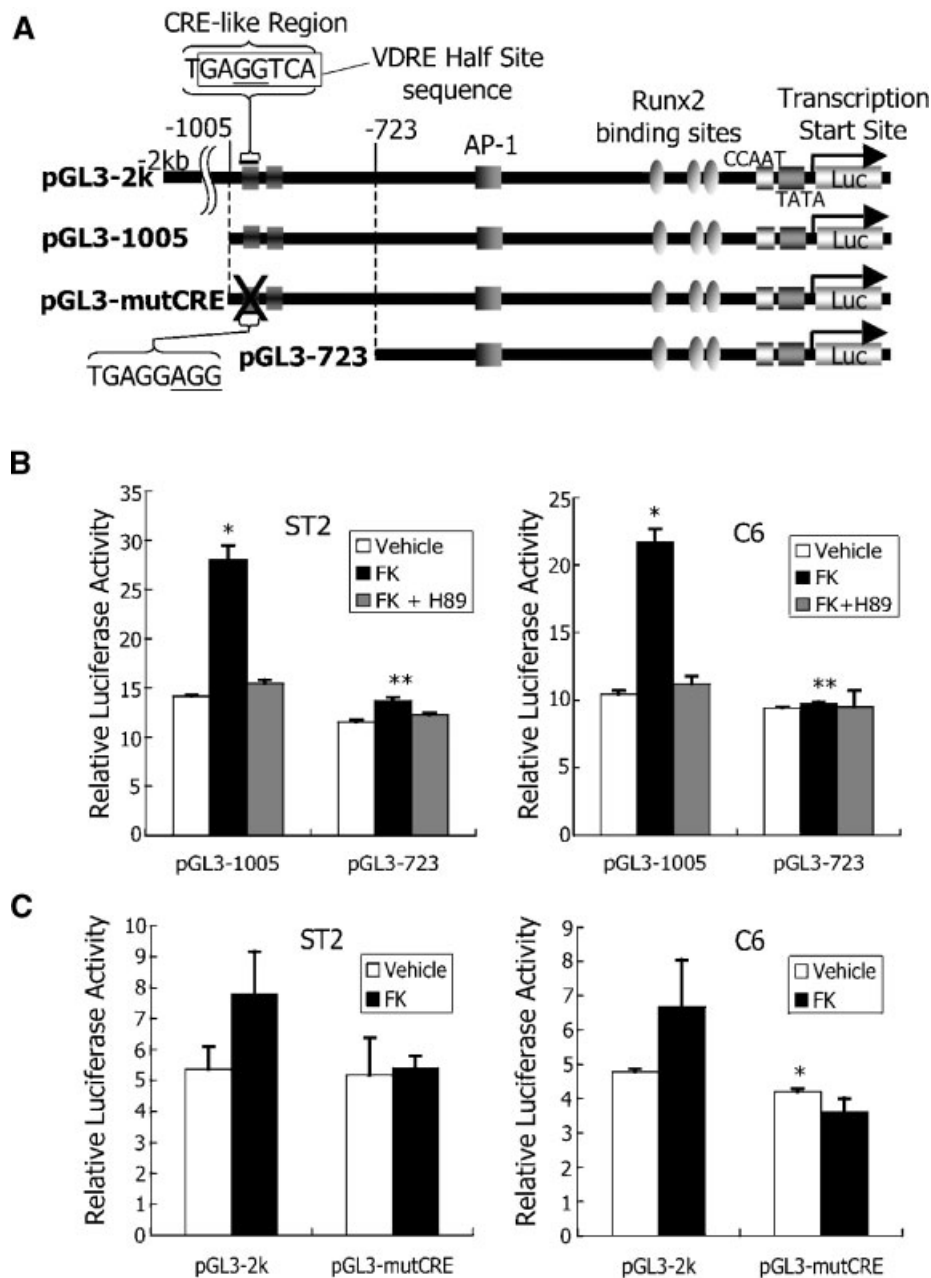 A
CRE-like Region
TGAGGTCA
VDRE Half Site
sequence
-1005
-723
-2kb
AP-1
Runx2
binding sites
Transcription
Start Site
CCAAT
TATA
pGL3-2k
Luc
pGL3-1005
Luc
pGL3-mutCRE
X
Luc
pGL3-723
Luc
TGAGGAGG
B
Relative Luciferase Activity
35
30
25
20
15
10
5
0
ST2
*
**
Vehicle
FK
FK + H89
pGL3-1005
pGL3-723
Relative Luciferase Activity
25
20
15
10
5
0
C6
*
**
Vehicle
FK
FK+H89
pGL3-1005
pGL3-723
C
Relative Luciferase Activity
10
9
8
7
6
5
4
3
2
1
0
ST2
Vehicle
FK
pGL3-2k
pGL3-mutCRE
Relative Luciferase Activity
9
8
7
6
5
4
3
2
1
0
C6
Vehicle
FK
*
pGL3-2k
pGL3-mutCRE